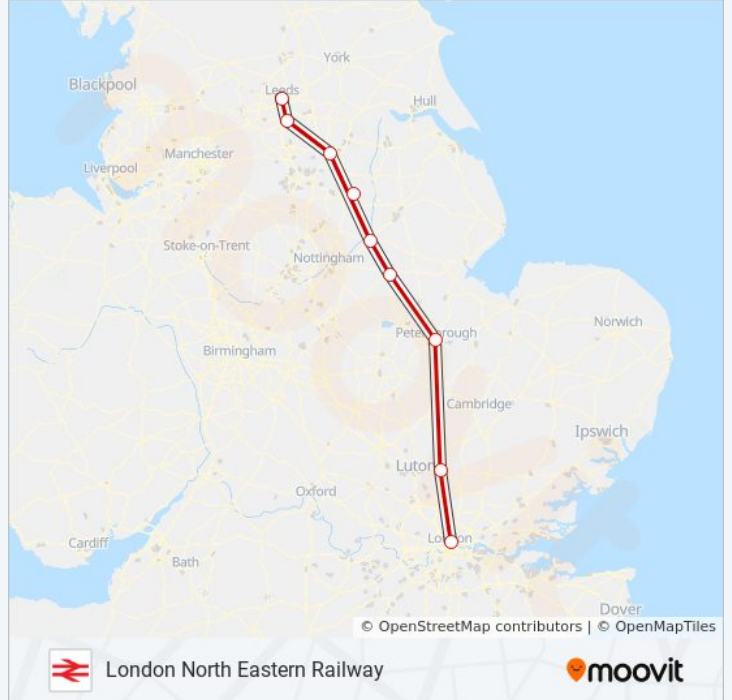 York
Blackpool
Leeds
Hull
Manchester
Liverpool
Stoke-on-Trent
Nottingham
Norwich
Peterborough
Birmingham
Cambridge
Ipswich
Luton
Oxford
London
Cardiff
Bath
Dover
© OpenStreetMap contributors | © OpenMapTiles
London North Eastern Railway
moovit